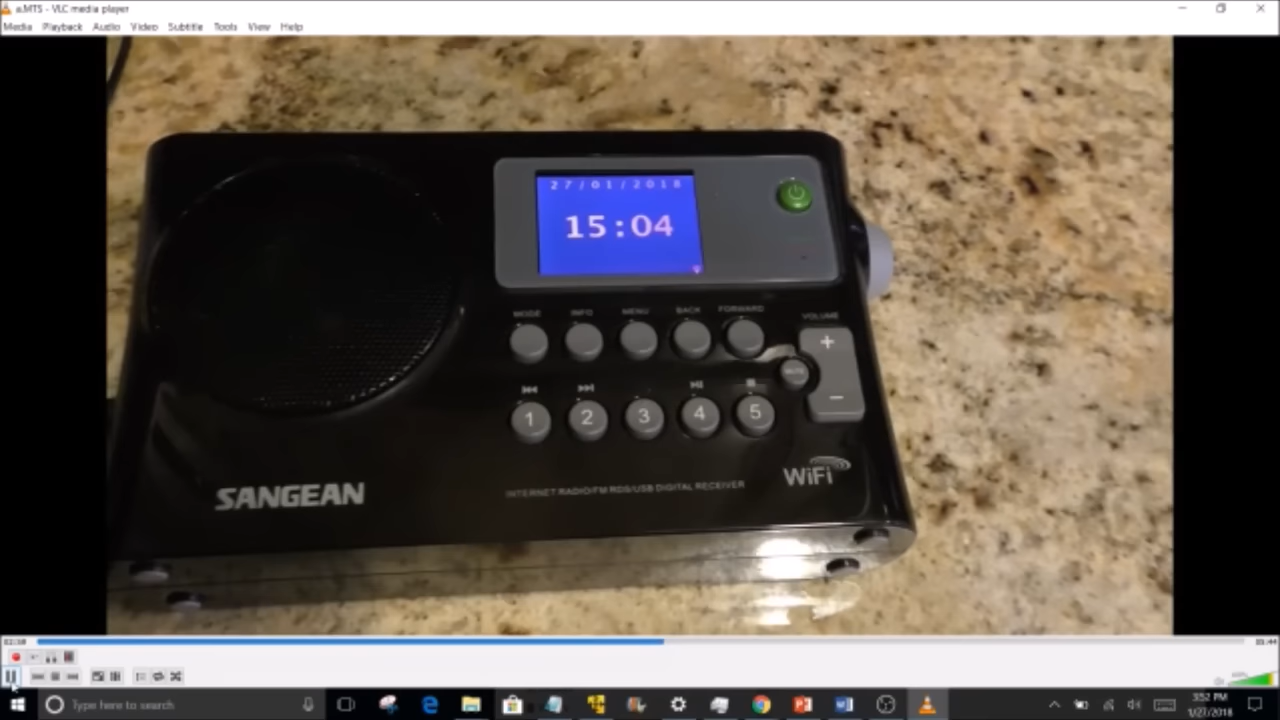 a.MTS - VLC media player
Media Playback Audio Video Subtitle Tools View Help
27/01/2018
15:04
MODE INFO MENU BACK FORWARD
VOLUME
+
MUTE
-
1 2 3 4 5
SANGEAN
INTERNET RADIO/FM RDS/USB DIGITAL RECEIVER
WiFi
Type here to search
3:52 PM
1/27/2018